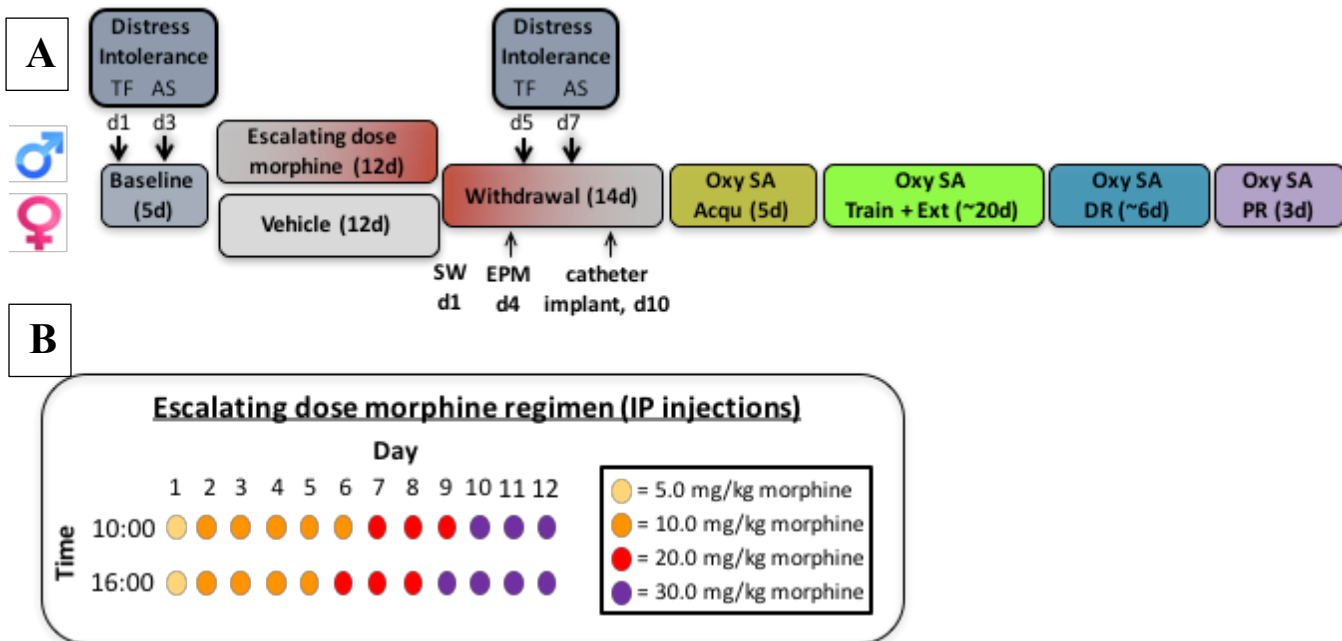 A
Distress
Intolerance
TF AS
d1 d3
Distress
Intolerance
TF AS
d5 d7
Baseline
(5d)
Escalating dose
morphine (12d)
Vehicle (12d)
Withdrawal (14d)
Oxy SA
Acqu (5d)
Oxy SA
Train + Ext (~20d)
Oxy SA
DR (~6d)
Oxy SA
PR (3d)
SW
d1
EPM
d4
catheter
implant, d10
B
Escalating dose morphine regimen (IP injections)
Day
1 2 3 4 5 6 7 8 9 10 11 12
Time
10:00
16:00
= 5.0 mg/kg morphine
= 10.0 mg/kg morphine
= 20.0 mg/kg morphine
= 30.0 mg/kg morphine